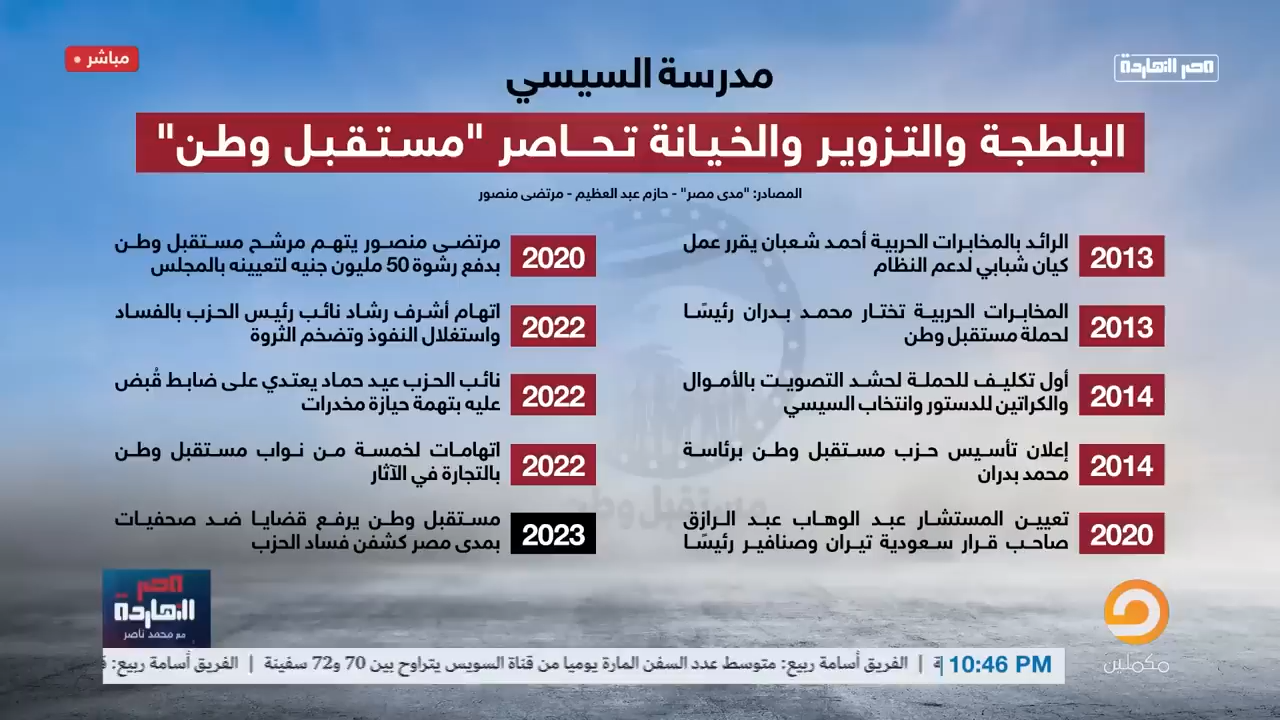 مباشر
مصر النهاردة
مدرسة السيسي
البلطجة والتزوير والخيانة تحاصر "مستقبل وطن"
المصادر: "مدى مصر" - حازم عبد العظيم - مرتضى منصور
2013
الرائد بالمخابرات الحربية أحمد شعبان يقرر عمل
كيان شبابي لدعم النظام
2013
المخابرات الحربية تختار محمد بدران رئيسًا
لحملة مستقبل وطن
2014
أول تكليف للحملة لحشد التصويت بالأموال
والكراتين للدستور وانتخاب السيسي
2014
إعلان تأسيس حزب مستقبل وطن برئاسة
محمد بدران
2020
تعيين المستشار عبد الوهاب عبد الرازق
صاحب قرار سعودية تيران وصنافير رئيسًا
2020
مرتضى منصور يتهم مرشح مستقبل وطن
بدفع رشوة 50 مليون جنيه لتعيينه بالمجلس
2022
اتهام أشرف رشاد نائب رئيس الحزب بالفساد
واستغلال النفوذ وتضخم الثروة
2022
نائب الحزب عيد حماد يعتدي على ضابط قُبض
عليه بتهمة حيازة مخدرات
2022
اتهامات لخمسة من نواب مستقبل وطن
بالتجارة في الآثار
2023
مستقبل وطن يرفع قضايا ضد صحفيات
بمدى مصر كشفن فساد الحزب
مستقبل وطن
مصر
النهاردة
مع محمد ناصر
مكملين
10:46 PM
ة | الفريق أسامة ربيع: متوسط عدد السفن المارة يوميا من قناة السويس يتراوح بين 70 و72 سفينة | الفريق أسامة ربيع: